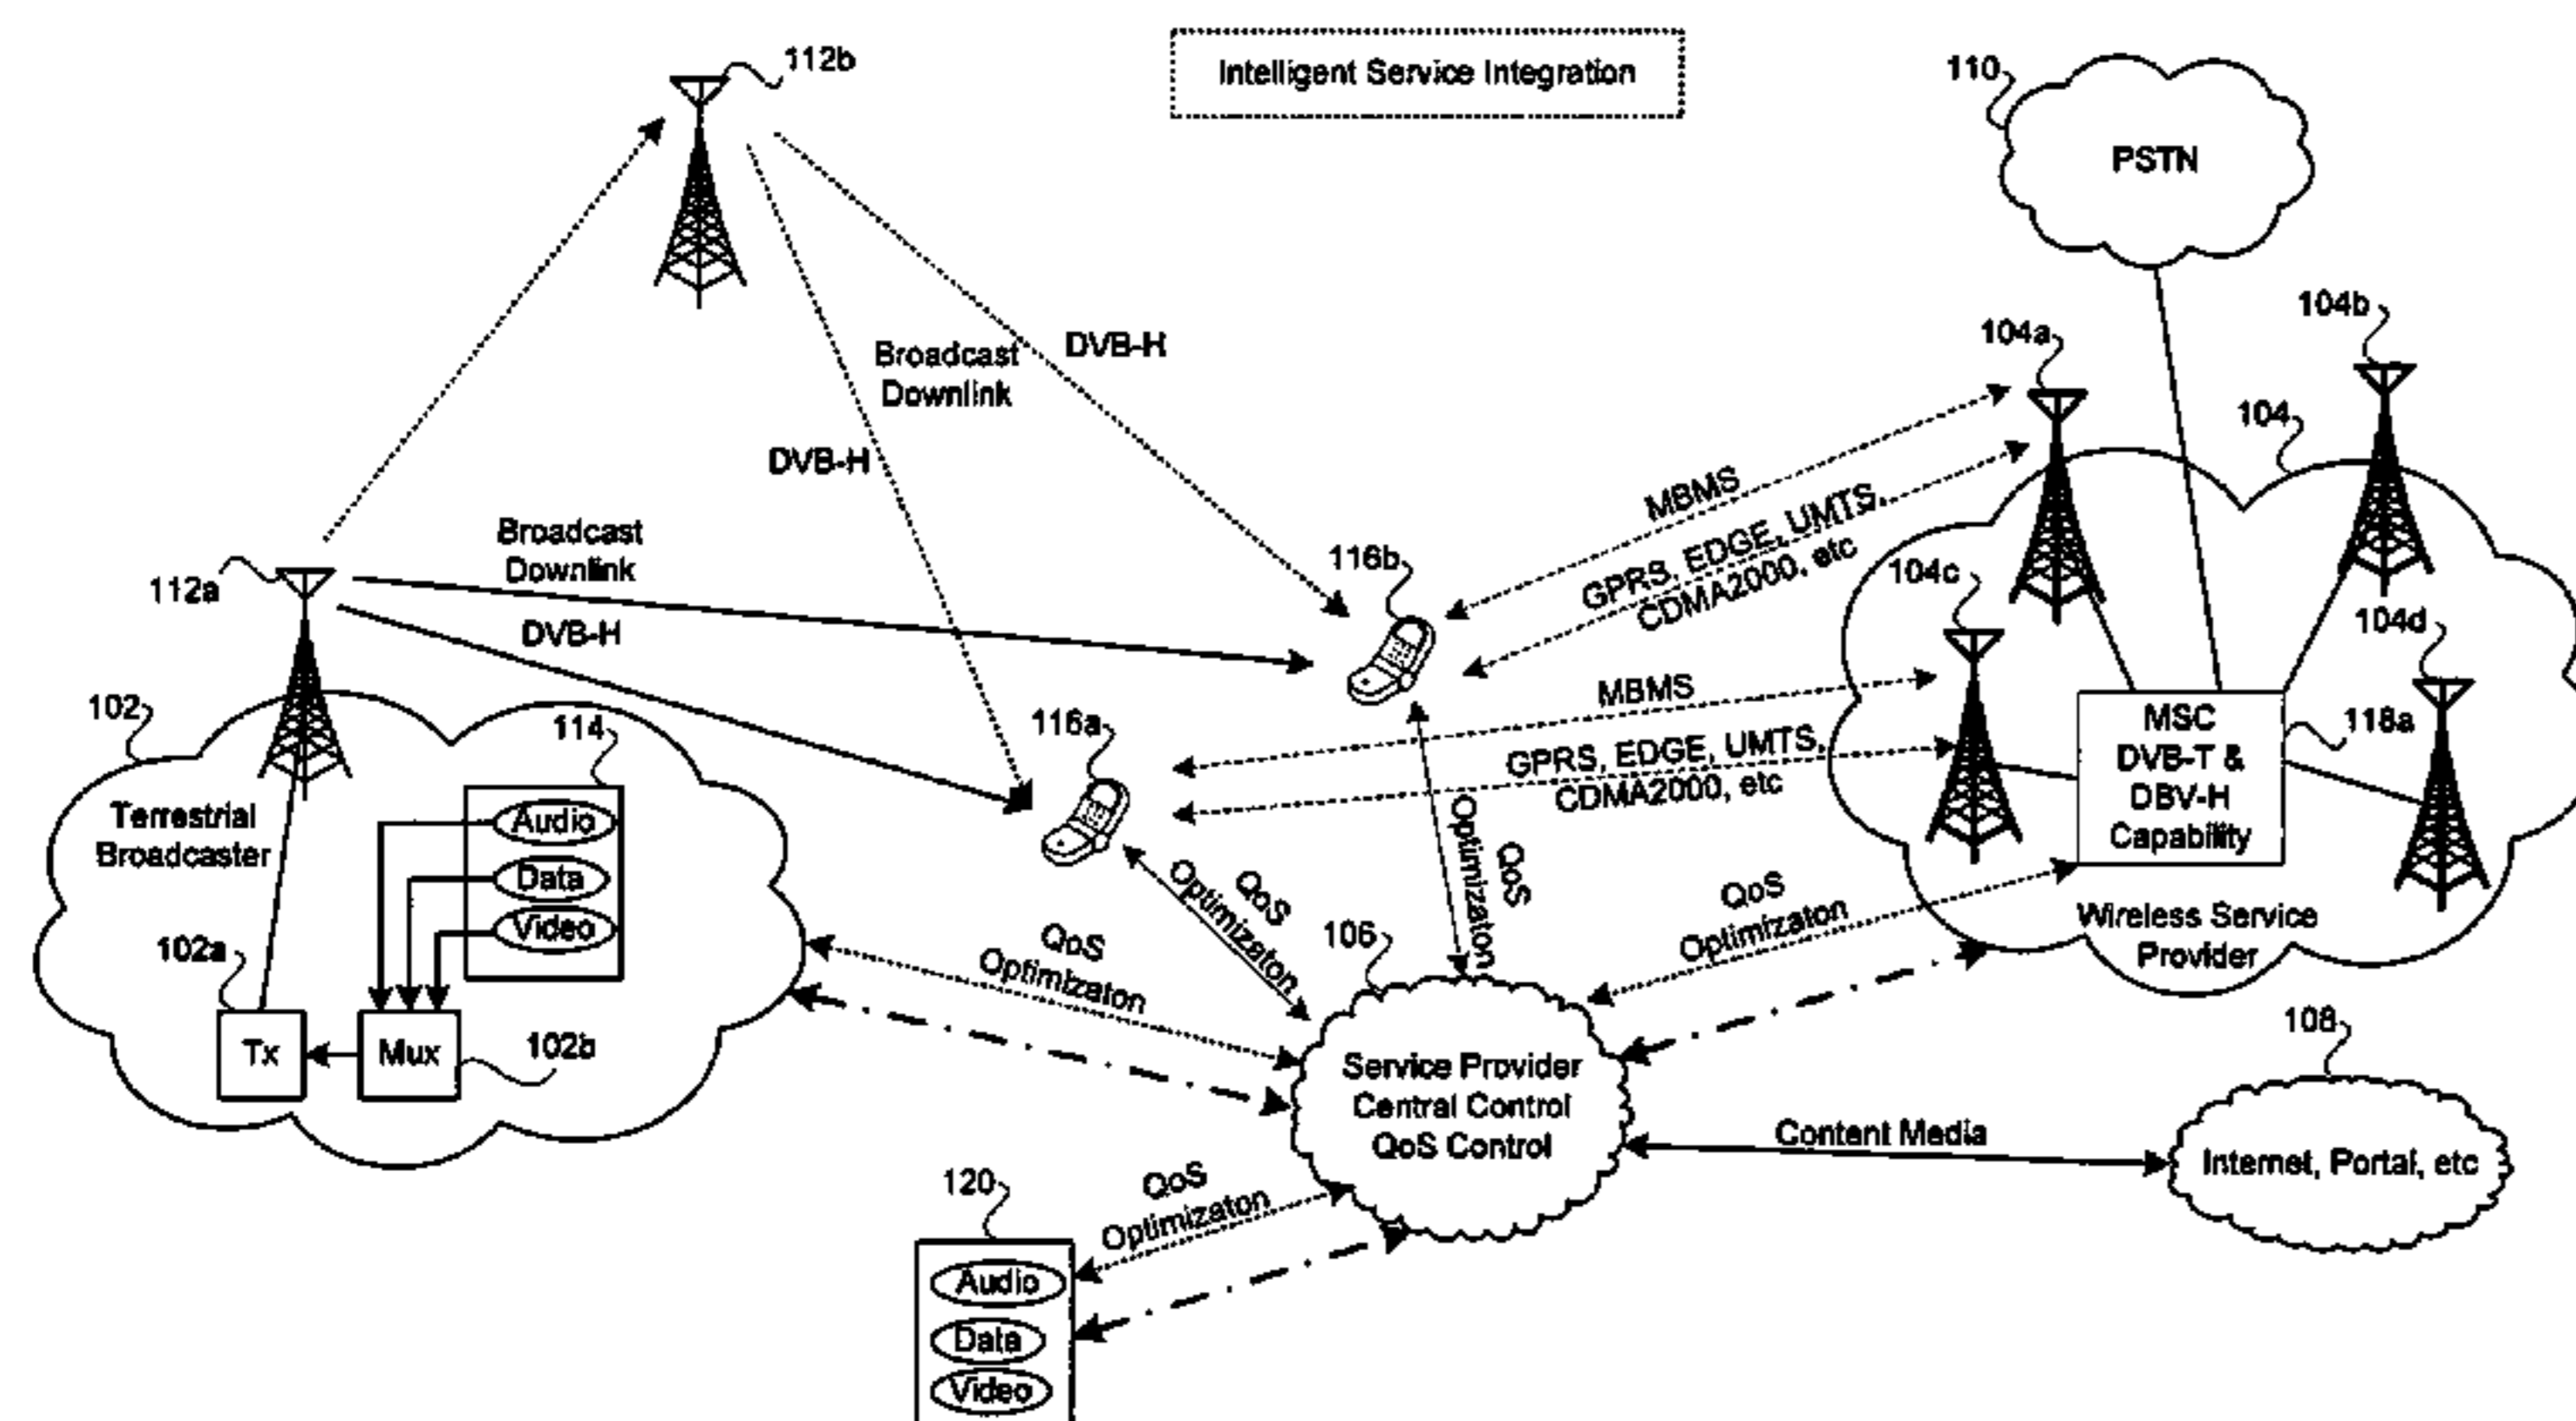 112b
Intelligent Service Integration
110
PSTN
104b
104a
104
Broadcast
Downlink
DVB-H
DVB-H
MBMS
GPRS, EDGE, UMTS,
CDMA2000, etc
Broadcast
Downlink
112a
DVB-H
116b
104c
104d
MBMS
GPRS, EDGE, UMTS,
CDMA2000, etc
116a
MSC
DVB-T &
DBV-H
Capability
118a
102
114
Terrestrial
Broadcaster
Audio
Data
Video
102a
Tx
Mux
102b
QoS
Optimizaton
QoS
Optimizaton
QoS
Optimizaton
QoS
Optimizaton
Wireless Service
Provider
106
Service Provider
Central Control
QoS Control
108
Content Media
Internet, Portal, etc
120
QoS
Optimizaton
Audio
Data
Video